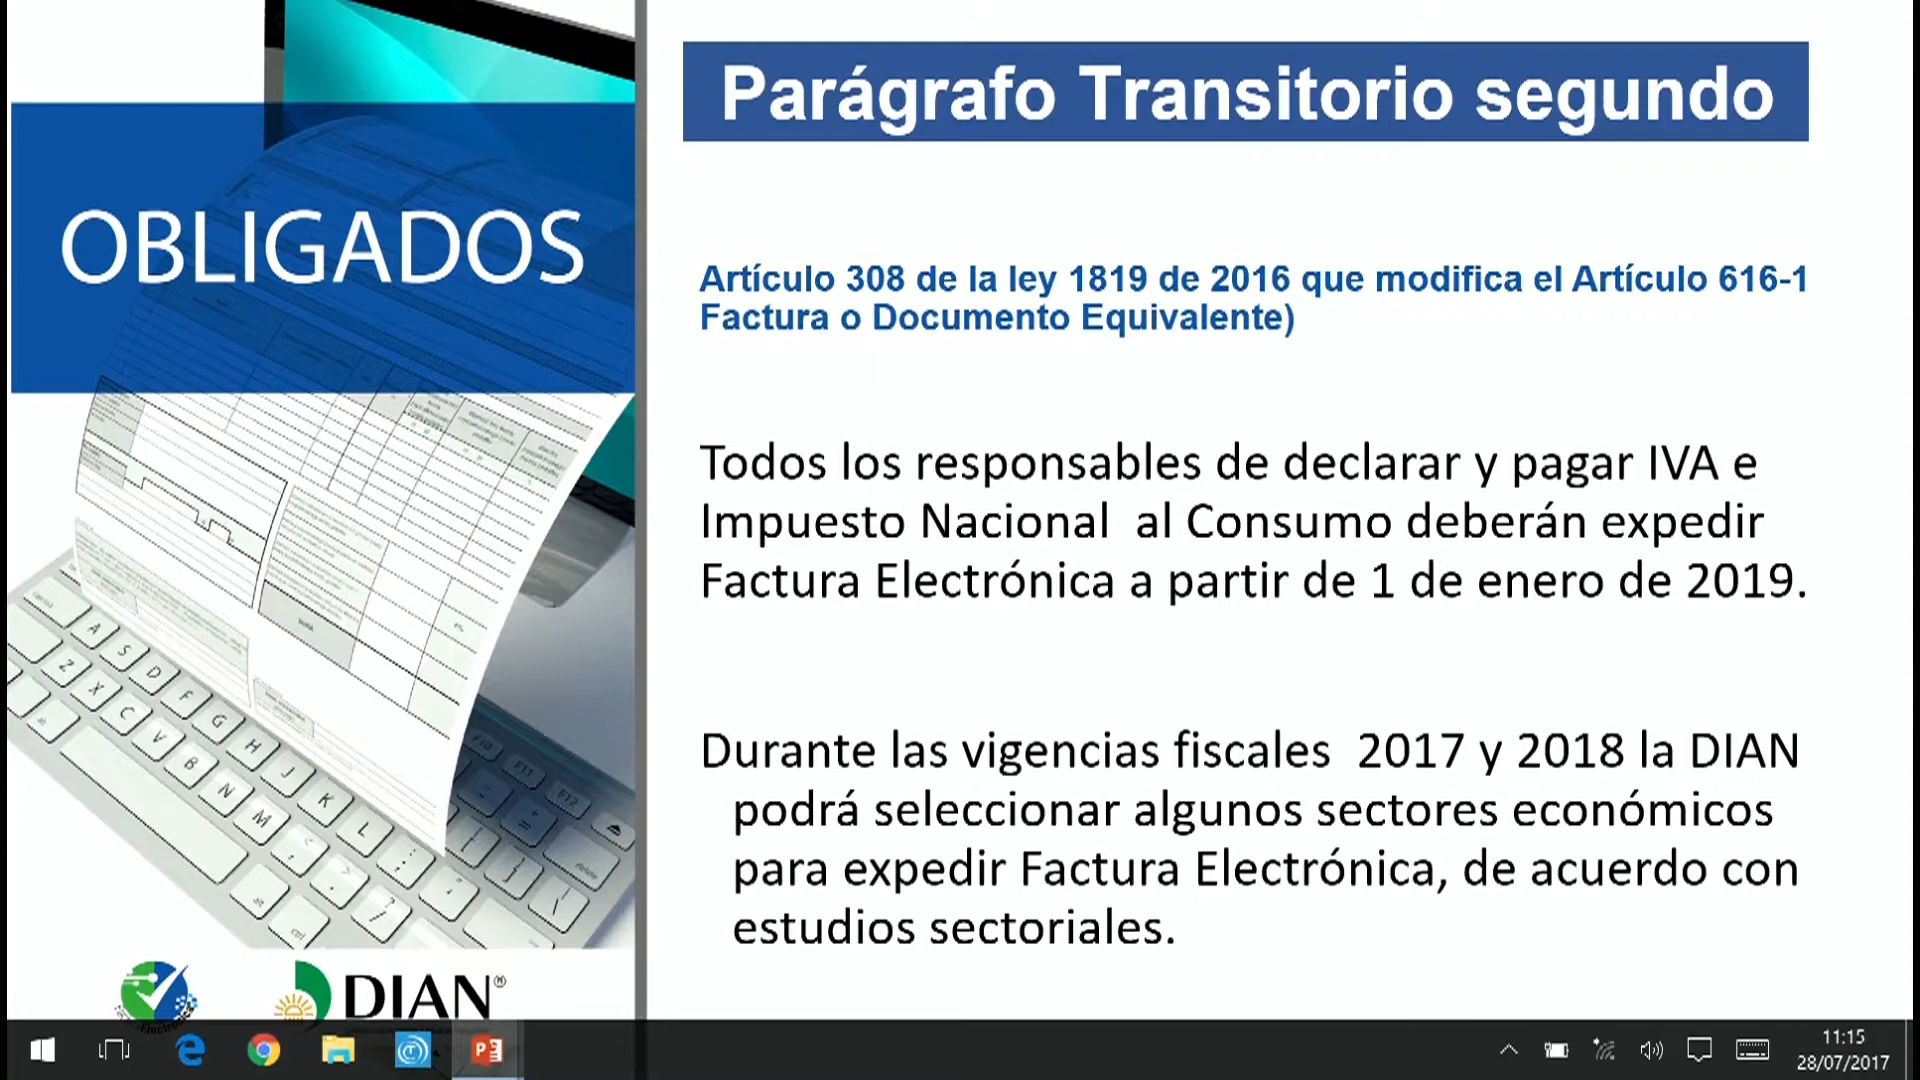 Parágrafo Transitorio segundo
OBLIGADOS
Artículo 308 de la ley 1819 de 2016 que modifica el Artículo 616-1
Factura o Documento Equivalente)
Todos los responsables de declarar y pagar IVA e
Impuesto Nacional al Consumo deberán expedir
Factura Electrónica a partir de 1 de enero de 2019.
Durante las vigencias fiscales 2017 y 2018 la DIAN
podrá seleccionar algunos sectores económicos
para expedir Factura Electrónica, de acuerdo con
estudios sectoriales.
DIAN®
11:15
28/07/2017